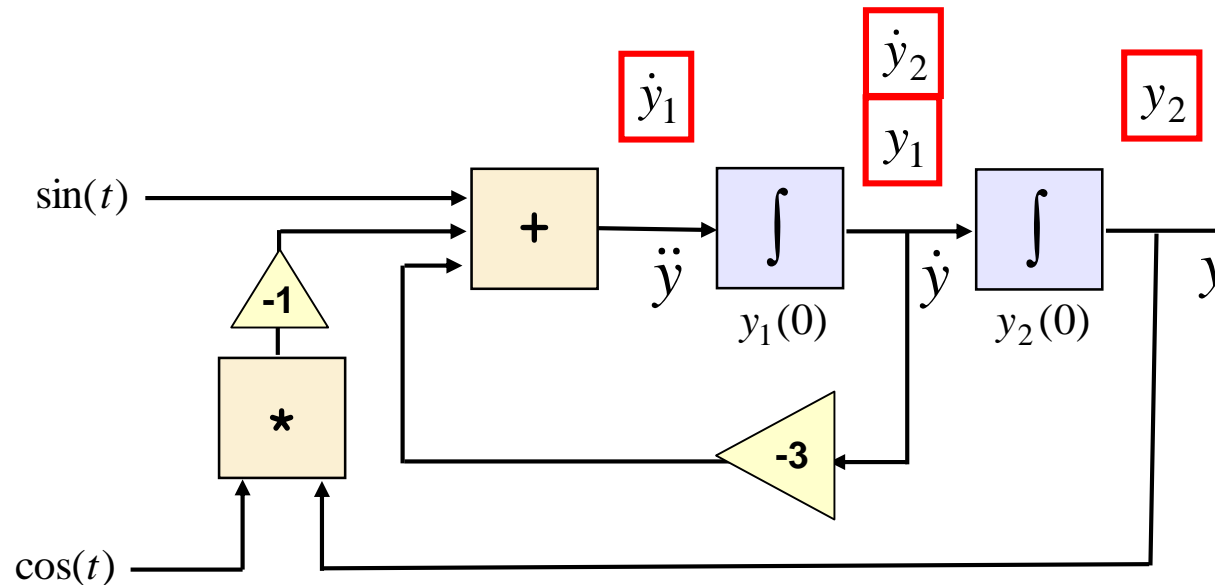 ẏ₂
ẏ₁
y₁
y₂
sin(t)
+
∫
∫
ÿ
ẏ
y
-1
y₁(0)
y₂(0)
*
-3
cos(t)